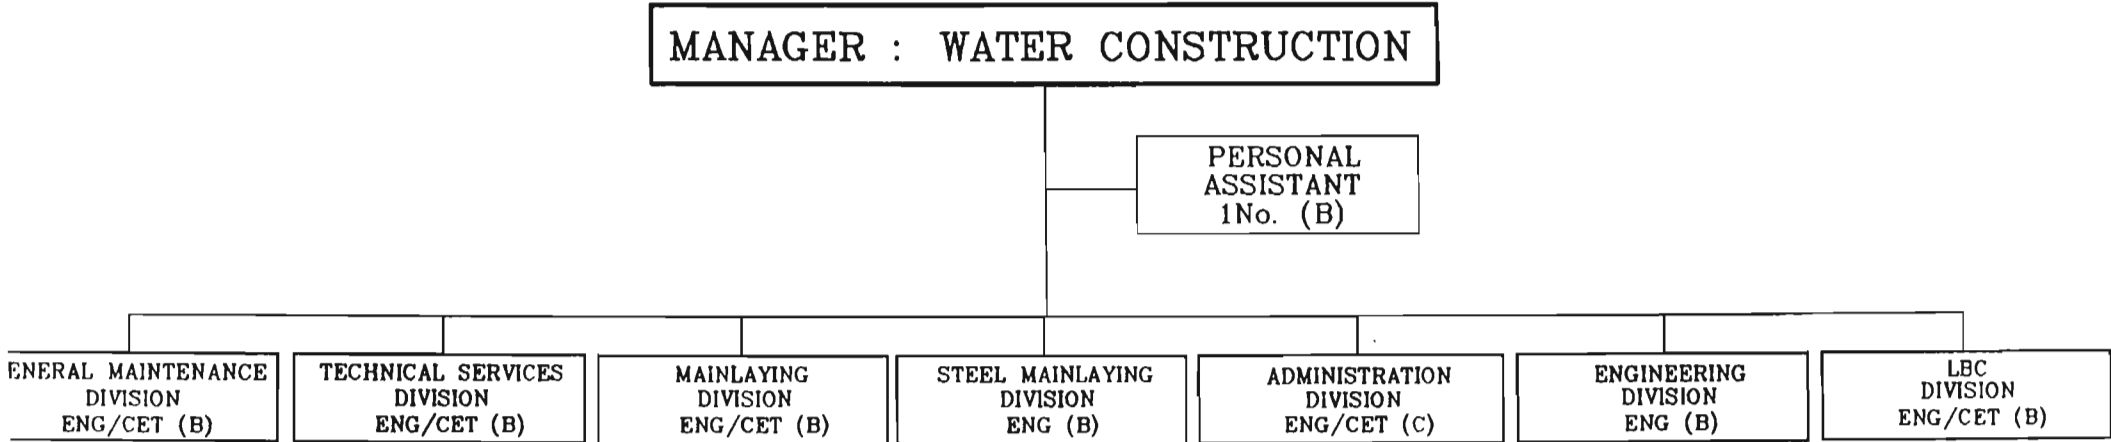 MANAGER : WATER CONSTRUCTION
PERSONAL
ASSISTANT
1No. (B)
ENERAL MAINTENANCE
DIVISION
ENG/CET (B)
TECHNICAL SERVICES
DIVISION
ENG/CET (B)
MAINLAYING
DIVISION
ENG/CET (B)
STEEL MAINLAYING
DIVISION
ENG (B)
ADMINISTRATION
DIVISION
ENG/CET (C)
ENGINEERING
DIVISION
ENG (B)
LBC
DIVISION
ENG/CET (B)